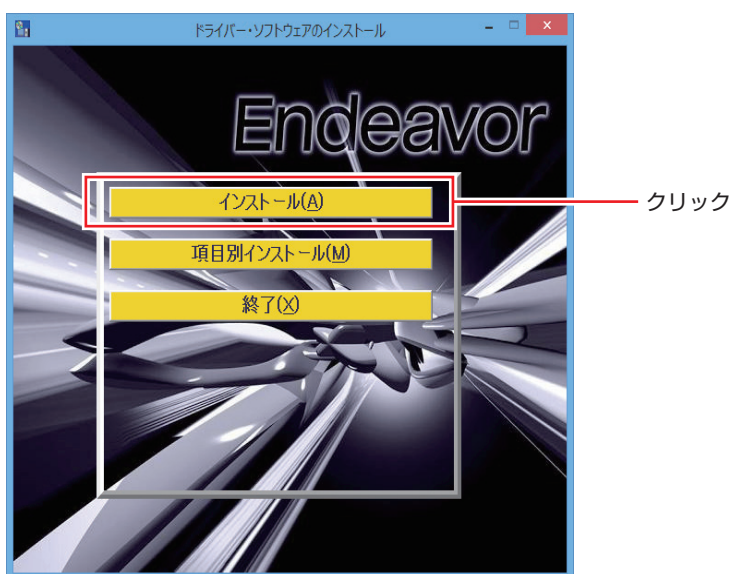 ドライバー・ソフトウェアのインストール
Endeavor
インストール(A)
クリック
項目別インストール(M)
終了(X)